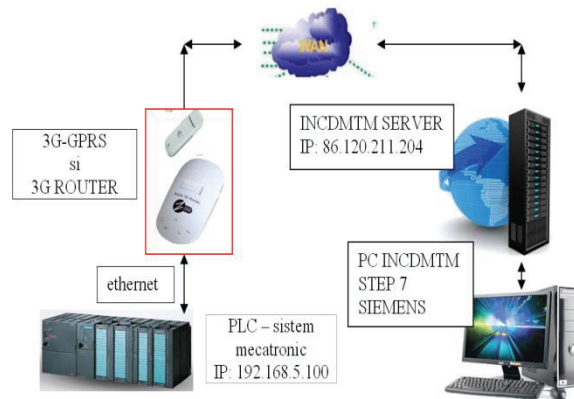 WAN
3G-GPRS
si
3G ROUTER
INCDMTM SERVER
IP: 86.120.211.204
ethernet
PC INCDMTM
STEP 7
SIEMENS
PLC – sistem
mecatronic
IP: 192.168.5.100